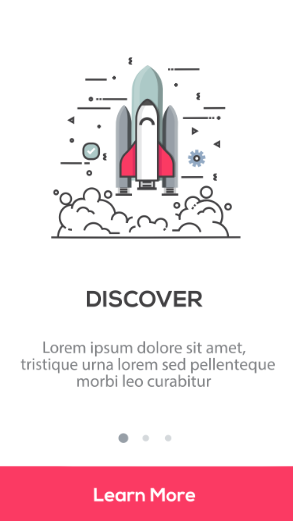 DISCOVER
Lorem ipsum dolore sit amet,
tristique urna lorem sed pellenteque
morbi leo curabitur
Learn More